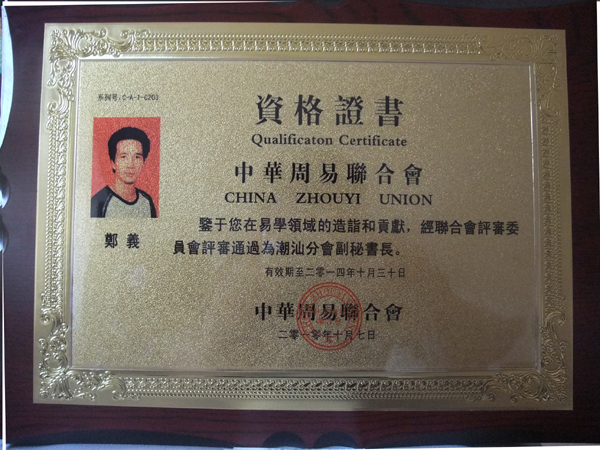 系列号:C-A-I-C203
資格證書
Qualificaton Certificate
中華周易聯合會
CHINA ZHOUYI UNION
鄭義
鑒于您在易學領域的造詣和貢獻,經聯合會評審委
員會評審通過為潮汕分會副秘書長。
有效期至二零一四年十月三十日
中華周易聯合會
二零一零年十月七日